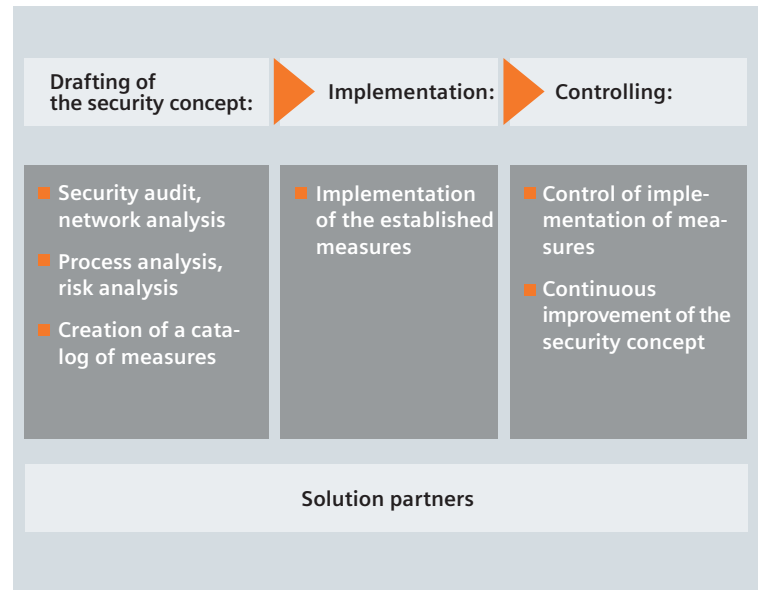 Drafting of
the security concept:
Implementation:
Controlling:
Security audit,
network analysis
Process analysis,
risk analysis
Creation of a cata-
log of measures
Implementation
of the established
measures
Control of imple-
mentation of mea-
sures
Continuous
improvement of the
security concept
Solution partners